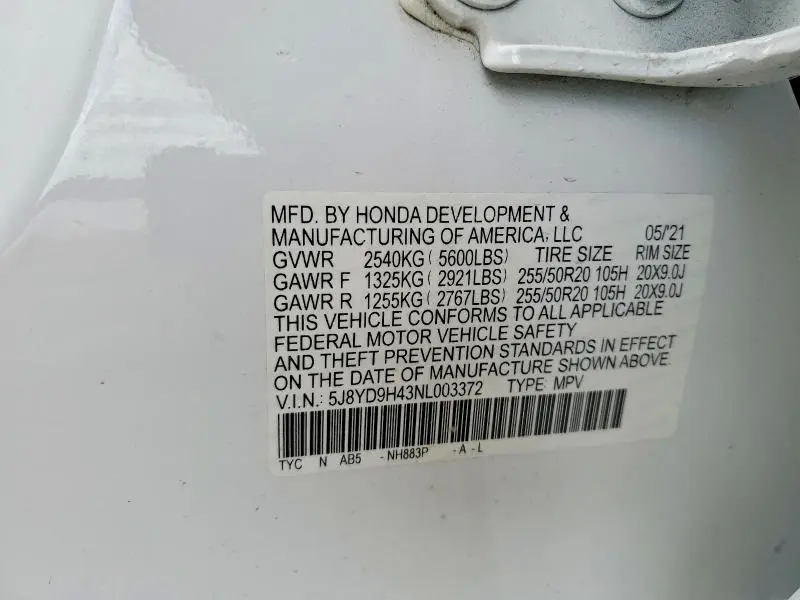 MFD. BY HONDA DEVELOPMENT &
MANUFACTURING OF AMERICA, LLC 05/'21
GVWR 2540KG ( 5600LBS) TIRE SIZE RIM SIZE
GAWR F 1325KG ( 2921LBS) 255/50R20 105H 20X9.0J
GAWR R 1255KG ( 2767LBS) 255/50R20 105H 20X9.0J
THIS VEHICLE CONFORMS TO ALL APPLICABLE
FEDERAL MOTOR VEHICLE SAFETY
AND THEFT PREVENTION STANDARDS IN EFFECT
ON THE DATE OF MANUFACTURE SHOWN ABOVE.
V.I.N.: 5J8YD9H43NL003372 TYPE: MPV
TYC N AB5 -NH883P -A-L